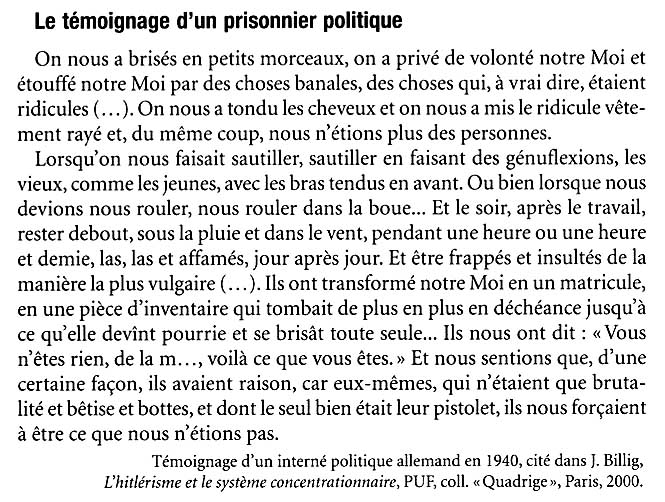 Le témoignage d'un prisonnier politique
On nous a brisés en petits morceaux, on a privé de volonté notre Moi et
étouffé notre Moi par des choses banales, des choses qui, à vrai dire, étaient
ridicules (…). On nous a tondu les cheveux et on nous a mis le ridicule vête-
ment rayé et, du même coup, nous n'étions plus des personnes.
Lorsqu'on nous faisait sautiller, sautiller en faisant des génuflexions, les
vieux, comme les jeunes, avec les bras tendus en avant. Ou bien lorsque nous
devions nous rouler, nous rouler dans la boue... Et le soir, après le travail,
rester debout, sous la pluie et dans le vent, pendant une heure ou une heure
et demie, las, las et affamés, jour après jour. Et être frappés et insultés de la
manière la plus vulgaire (…). Ils ont transformé notre Moi en un matricule,
en une pièce d'inventaire qui tombait de plus en plus en déchéance jusqu'à
ce qu'elle devînt pourrie et se brisât toute seule... Ils nous ont dit : « Vous
n'êtes rien, de la m…, voilà ce que vous êtes. » Et nous sentions que, d'une
certaine façon, ils avaient raison, car eux-mêmes, qui n'étaient que bruta-
lité et bêtise et bottes, et dont le seul bien était leur pistolet, ils nous forçaient
à être ce que nous n'étions pas.
Témoignage d'un interné politique allemand en 1940, cité dans J. Billig,
L'hitlérisme et le système concentrationnaire, PUF, coll. « Quadrige », Paris, 2000.